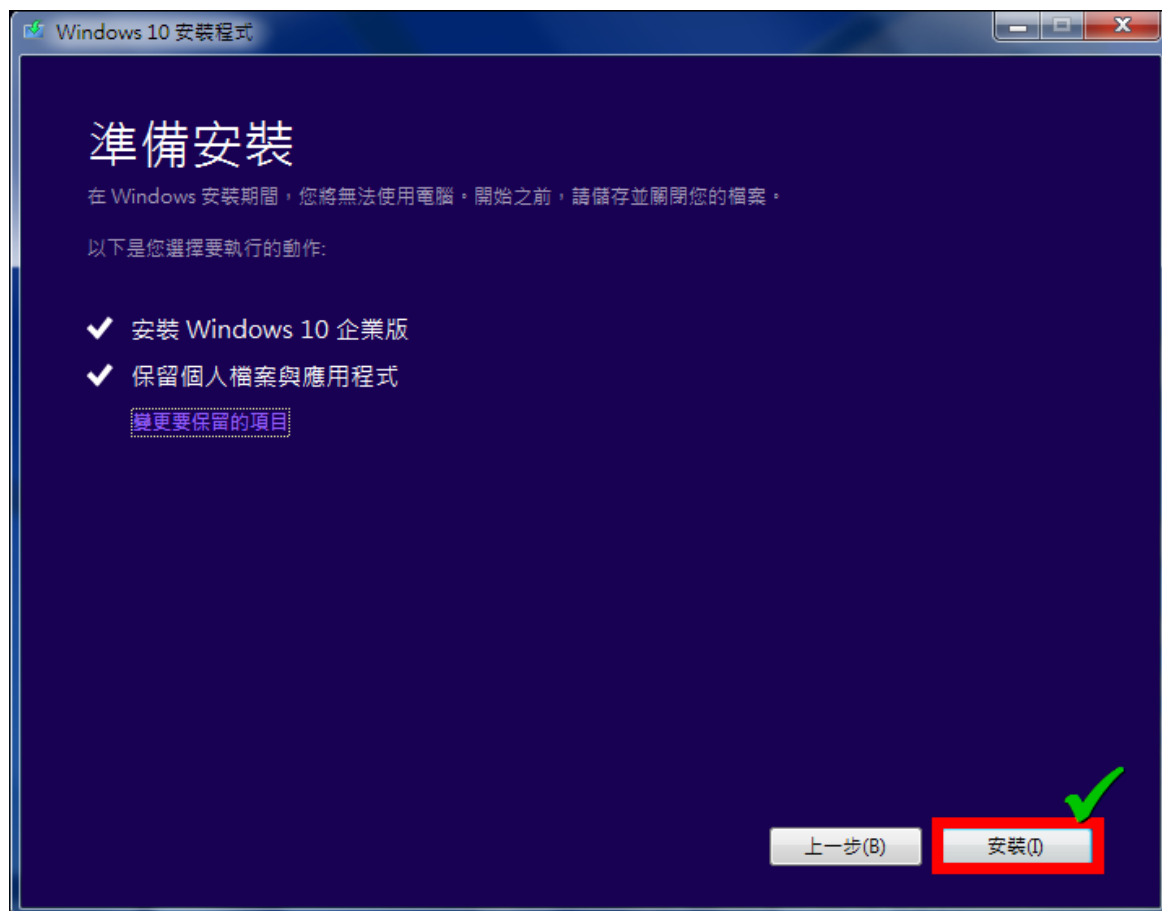 Windows 10 安裝程式
準備安裝
在 Windows 安裝期間，您將無法使用電腦。開始之前，請儲存並關閉您的檔案。
以下是您選擇要執行的動作:
安裝 Windows 10 企業版
保留個人檔案與應用程式
變更要保留的項目
上一步(B)
安裝(I)